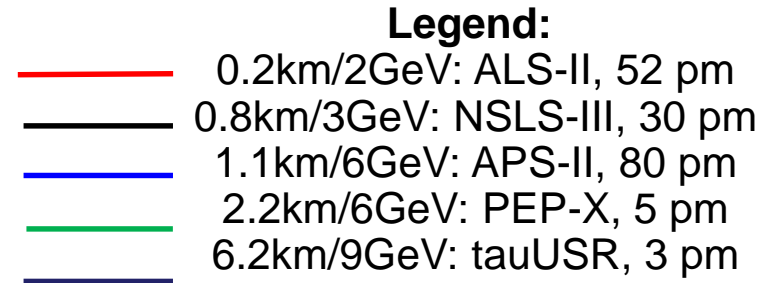 Legend:
0.2km/2GeV: ALS-II, 52 pm
0.8km/3GeV: NSLS-III, 30 pm
1.1km/6GeV: APS-II, 80 pm
2.2km/6GeV: PEP-X, 5 pm
6.2km/9GeV: tauUSR, 3 pm